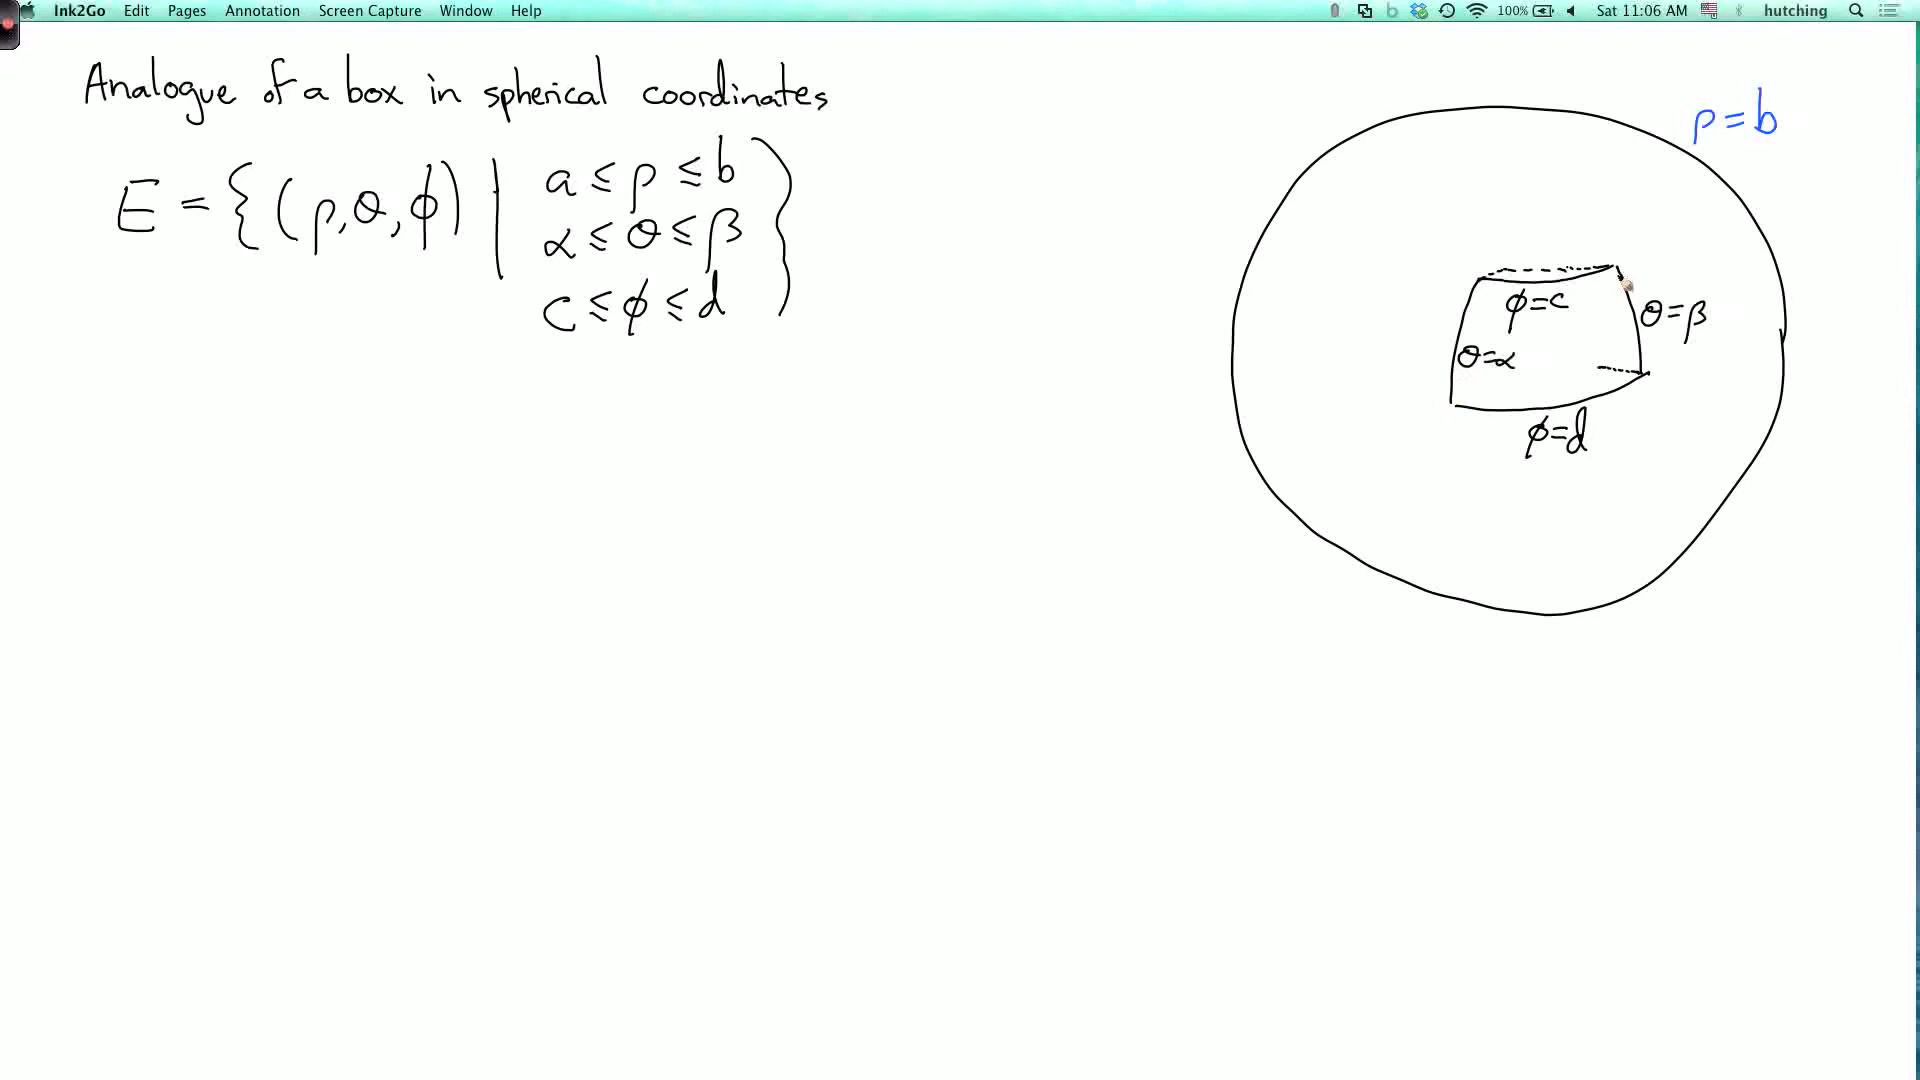 Ink2Go Edit Pages Annotation Screen Capture Window Help 100% Sat 11:06 AM hutching
Analogue of a box in spherical coordinates
E = {(ρ,θ,ϕ) | a ≤ ρ ≤ b
α ≤ θ ≤ β
c ≤ ϕ ≤ d}
ρ=b
ϕ=c
θ=β
θ=α
ϕ=d